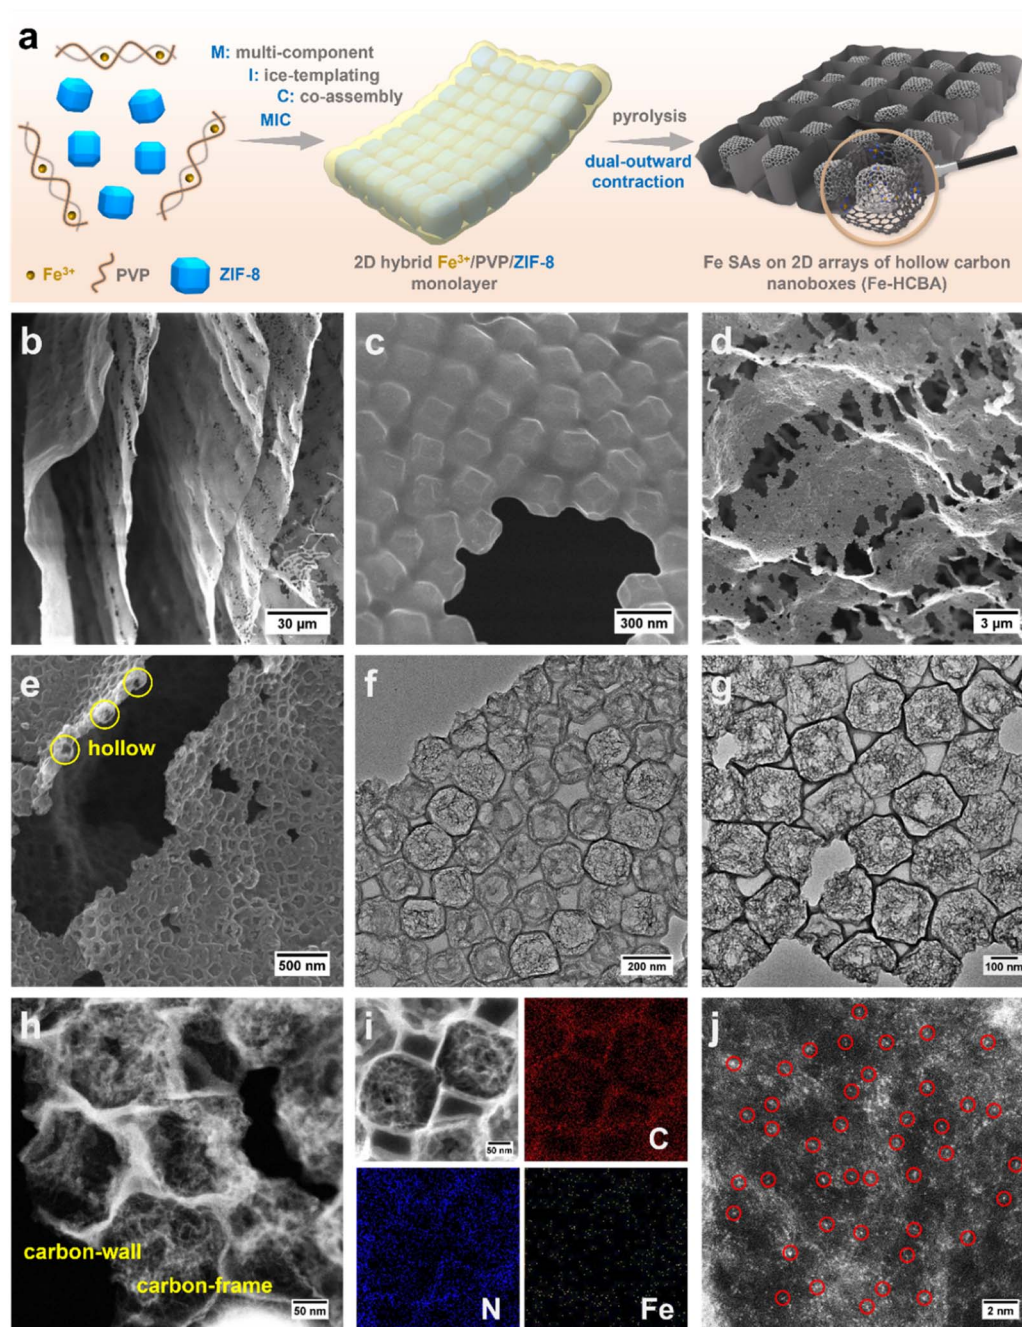 a
M: multi-component
I: ice-templating
C: co-assembly
MIC
pyrolysis
dual-outward
contraction
Fe³⁺
PVP
ZIF-8
2D hybrid Fe³⁺/PVP/ZIF-8
monolayer
Fe SAs on 2D arrays of hollow carbon
nanoboxes (Fe-HCBA)
b
30 µm
c
300 nm
d
3 µm
e
hollow
500 nm
f
200 nm
g
100 nm
h
carbon-wall
carbon-frame
50 nm
i
50 nm
C
N
Fe
j
2 nm